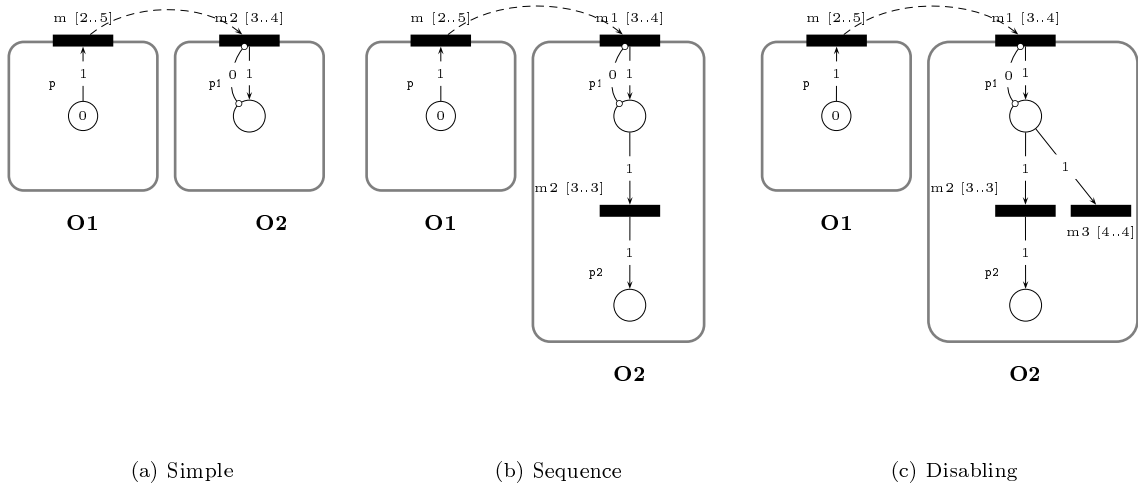 m [2..5]
m2 [3..4]
p
1
0
p1
0
1
O1
O2
(a) Simple
m [2..5]
m1 [3..4]
p
1
0
p1
0
1
1
m2 [3..3]
1
p2
O1
O2
(b) Sequence
m [2..5]
m1 [3..4]
p
1
0
p1
0
1
1
1
m2 [3..3]
m3 [4..4]
1
p2
O1
O2
(c) Disabling